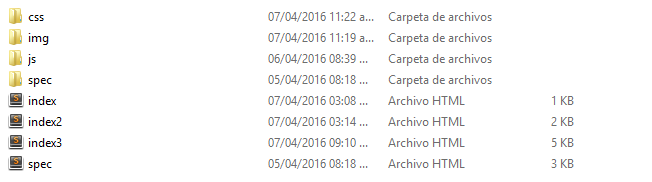 css 07/04/2016 11:22 a... Carpeta de archivos
img 07/04/2016 11:19 a... Carpeta de archivos
js 06/04/2016 08:39 ... Carpeta de archivos
spec 05/04/2016 08:18 ... Carpeta de archivos
index 07/04/2016 03:08 ... Archivo HTML 1 KB
index2 07/04/2016 03:14 ... Archivo HTML 2 KB
index3 07/04/2016 09:10 ... Archivo HTML 5 KB
spec 05/04/2016 08:18 ... Archivo HTML 3 KB